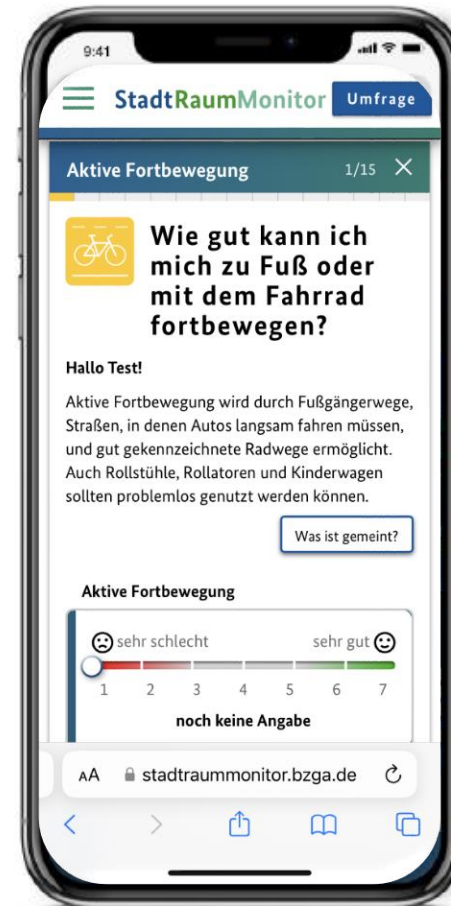 9:41
StadtRaumMonitor Umfrage
Aktive Fortbewegung 1/15
Wie gut kann ich
mich zu Fuß oder
mit dem Fahrrad
fortbewegen?
Hallo Test!
Aktive Fortbewegung wird durch Fußgängerwege,
Straßen, in denen Autos langsam fahren müssen,
und gut gekennzeichnete Radwege ermöglicht.
Auch Rollstühle, Rollatoren und Kinderwagen
sollten problemlos genutzt werden können.
Was ist gemeint?
Aktive Fortbewegung
sehr schlecht sehr gut
1 2 3 4 5 6 7
noch keine Angabe
AA stadtraummonitor.bzga.de